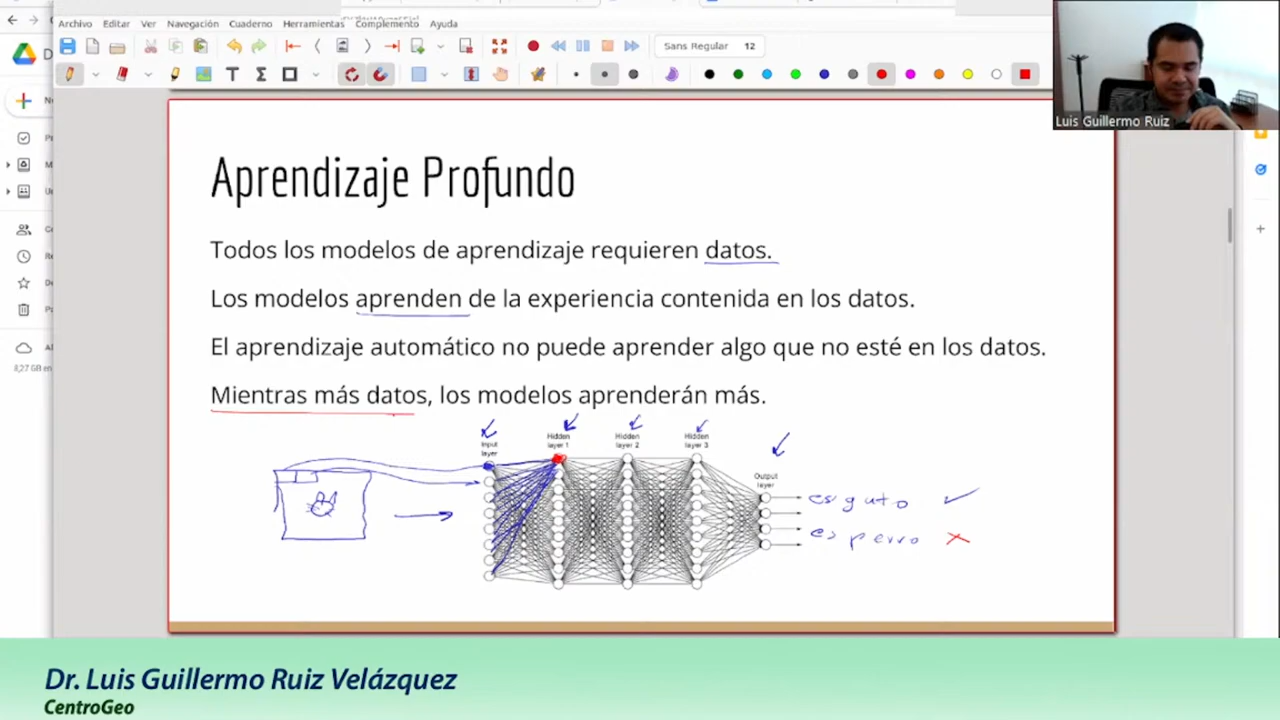 Archivo Editar Ver Navegación Cuaderno Herramientas Complemento Ayuda
Sans Regular 12
Luis Guillermo Ruiz
Aprendizaje Profundo
Todos los modelos de aprendizaje requieren datos.
Los modelos aprenden de la experiencia contenida en los datos.
El aprendizaje automático no puede aprender algo que no esté en los datos.
Mientras más datos, los modelos aprenderán más.
Input layer
Hidden layer 1
Hidden layer 2
Hidden layer 3
Output layer
es gato
es perro
8,27 GB
Dr. Luis Guillermo Ruiz Velázquez
CentroGeo